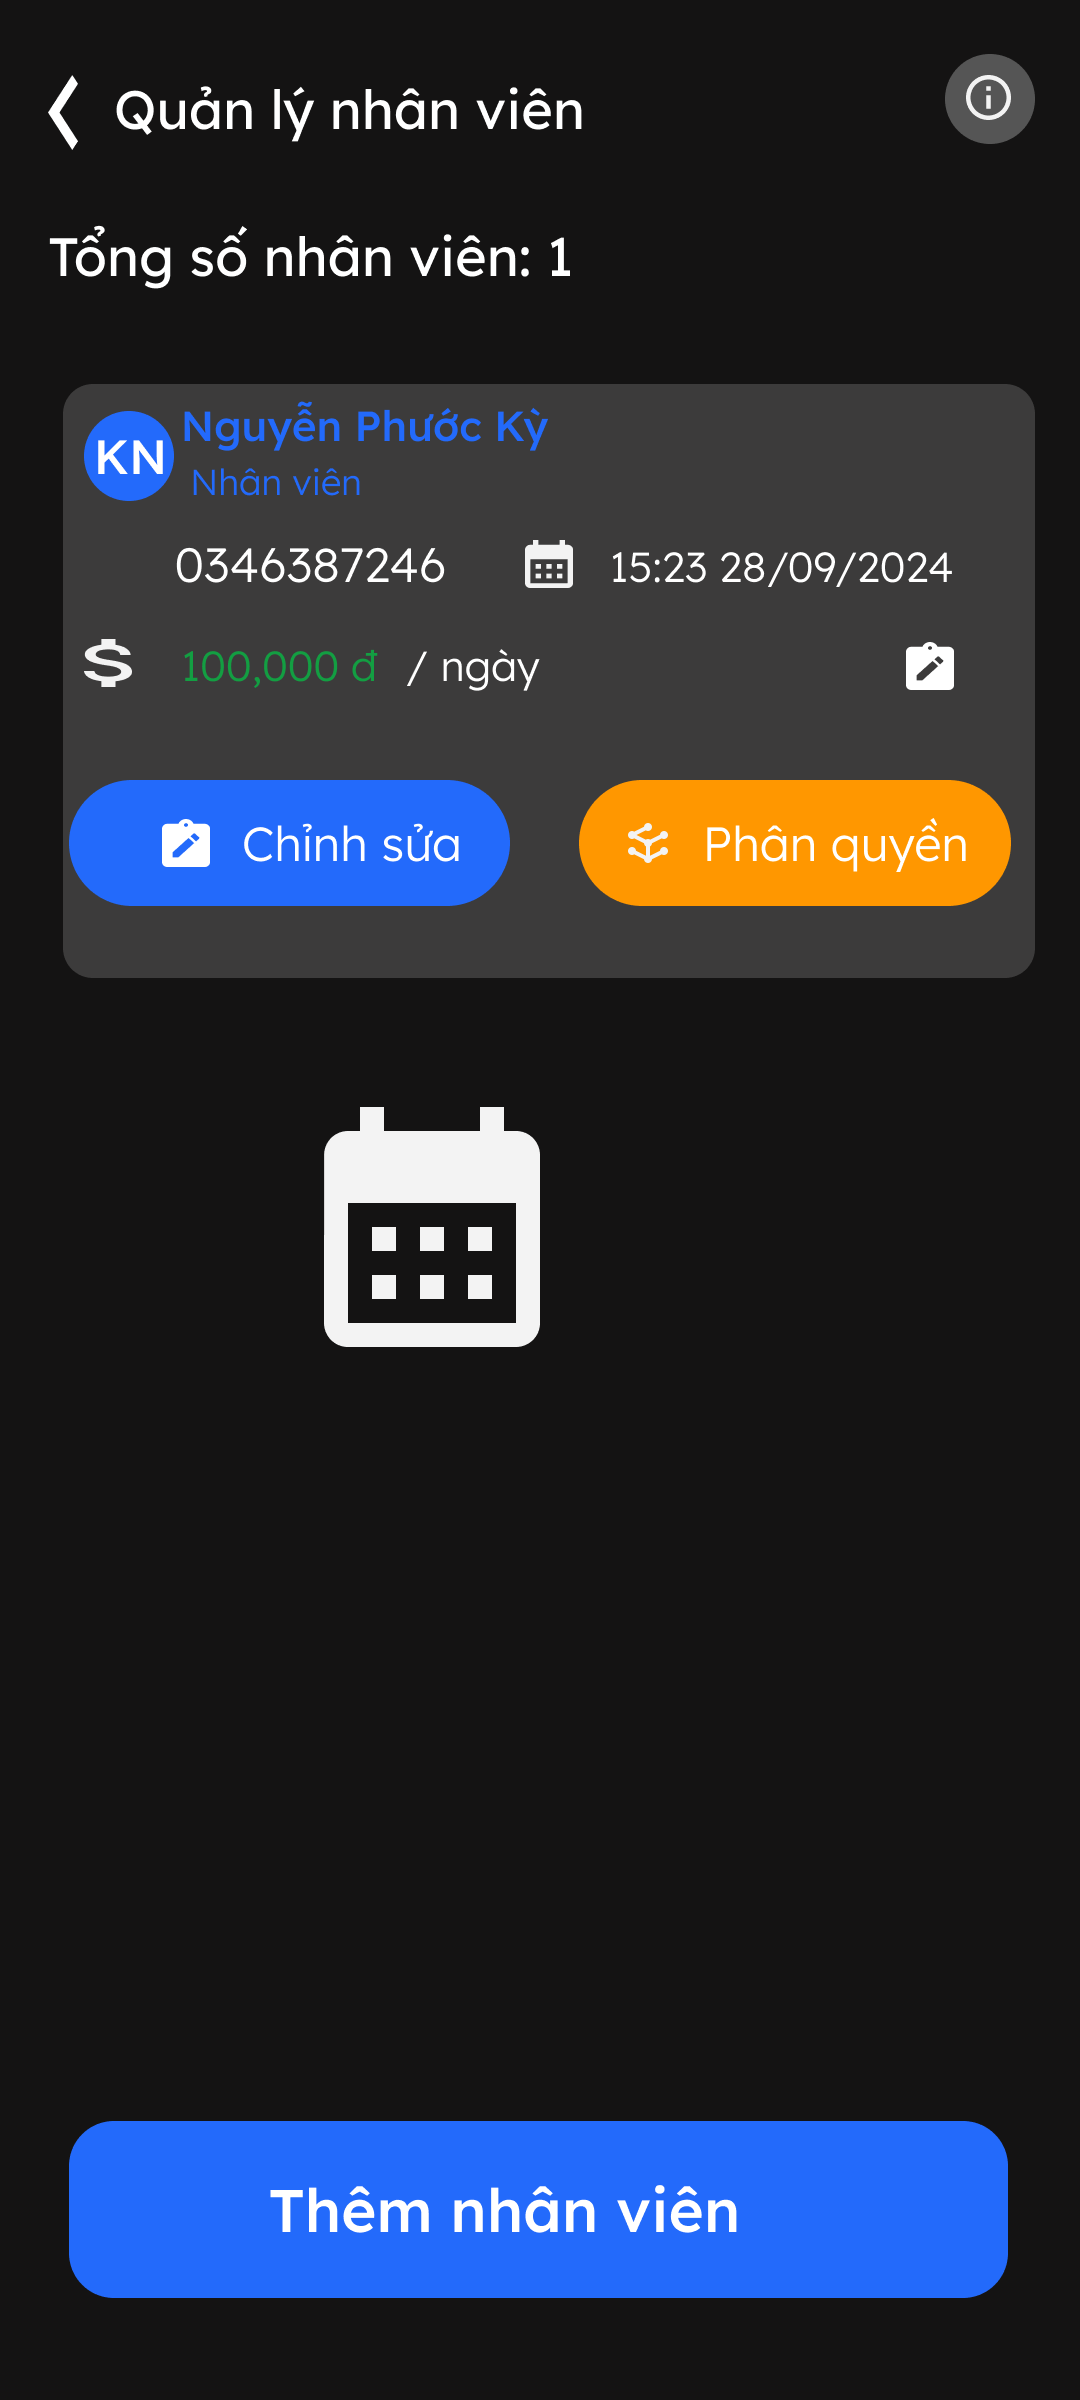 Quản lý nhân viên
Tổng số nhân viên: 1
KN
Nguyễn Phước Kỳ
Nhân viên
0346387246 15:23 28/09/2024
$ 100,000 đ / ngày
Chỉnh sửa Phân quyền
Thêm nhân viên